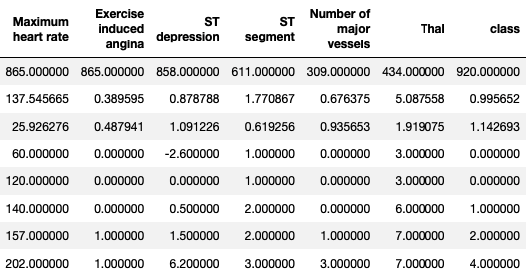 Maximum heart rate Exercise induced angina ST depression ST segment Number of major vessels Thal class
865.000000 865.000000 858.000000 611.000000 309.000000 434.000000 920.000000
137.545665 0.389595 0.878788 1.770867 0.676375 5.087558 0.995652
25.926276 0.487941 1.091226 0.619256 0.935653 1.919075 1.142693
60.000000 0.000000 -2.600000 1.000000 0.000000 3.000000 0.000000
120.000000 0.000000 0.000000 1.000000 0.000000 3.000000 0.000000
140.000000 0.000000 0.500000 2.000000 0.000000 6.000000 1.000000
157.000000 1.000000 1.500000 2.000000 1.000000 7.000000 2.000000
202.000000 1.000000 6.200000 3.000000 3.000000 7.000000 4.000000